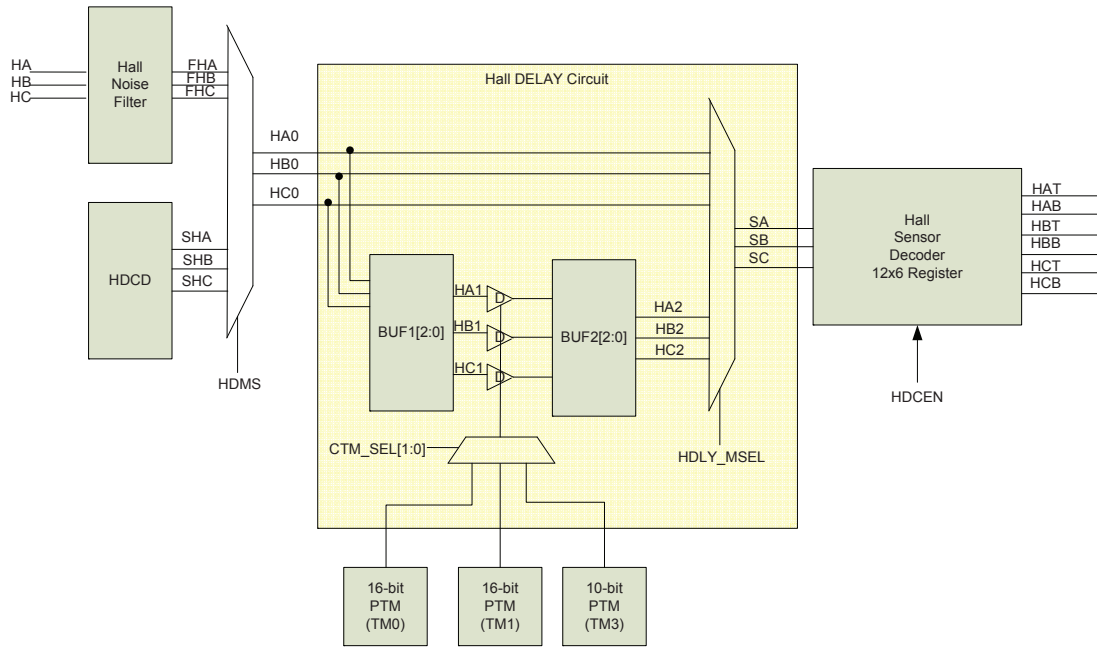 HA
HB
HC
Hall
Noise
Filter
FHA
FHB
FHC
Hall DELAY Circuit
HA0
HB0
HC0
HDCD
SHA
SHB
SHC
HDMS
BUF1[2:0]
HA1
HB1
HC1
D
D
D
BUF2[2:0]
HA2
HB2
HC2
SA
SB
SC
Hall
Sensor
Decoder
12x6 Register
HAT
HAB
HBT
HBB
HCT
HCB
HDCEN
CTM_SEL[1:0]
HDLY_MSEL
16-bit
PTM
(TM0)
16-bit
PTM
(TM1)
10-bit
PTM
(TM3)